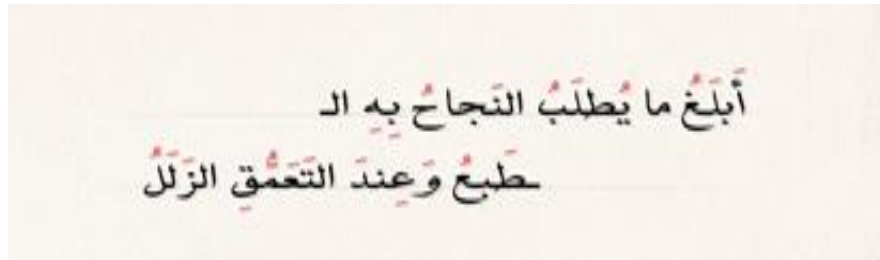 أَبلَغُ ما يُطلَبُ النَجاحُ بِهِ الـ
ـطَبعُ وَعِندَ التَعَمُّقِ الزَلَلُ